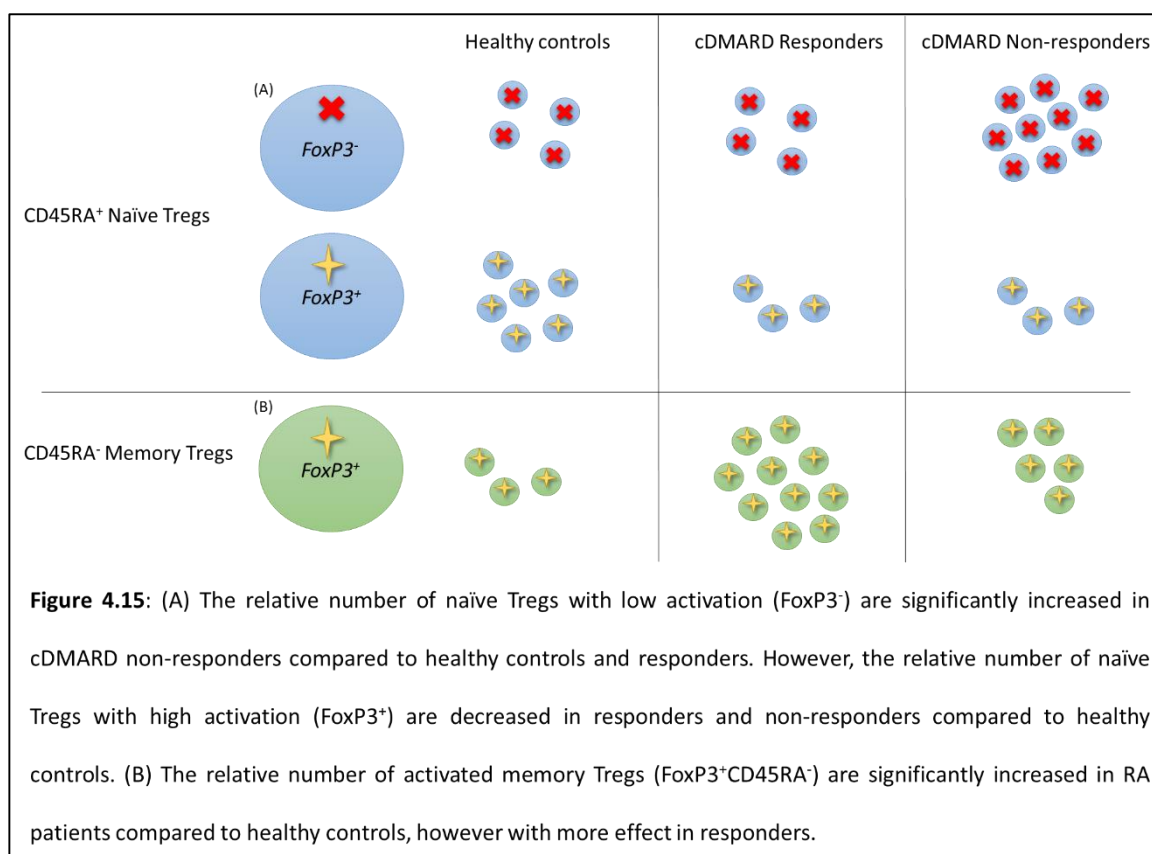 Healthy controls
cDMARD Responders
cDMARD Non-responders
(A)
FoxP3⁻
CD45RA⁺ Naïve Tregs
FoxP3⁺
(B)
CD45RA⁻ Memory Tregs
FoxP3⁺
Figure 4.15: (A) The relative number of naïve Tregs with low activation (FoxP3⁻) are significantly increased in
cDMARD non-responders compared to healthy controls and responders. However, the relative number of naïve
Tregs with high activation (FoxP3⁺) are decreased in responders and non-responders compared to healthy
controls. (B) The relative number of activated memory Tregs (FoxP3⁺CD45RA⁻) are significantly increased in RA
patients compared to healthy controls, however with more effect in responders.